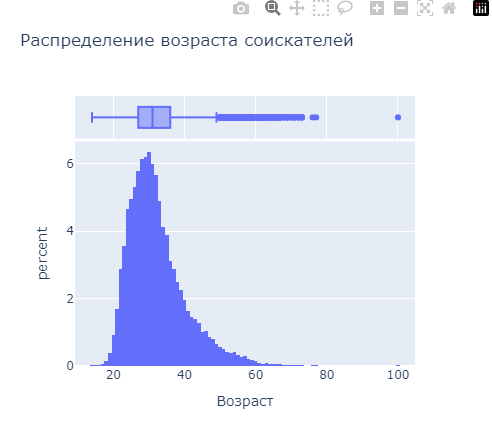 Распределение возраста соискателей
6
4
2
0
percent
20 40 60 80 100
Возраст